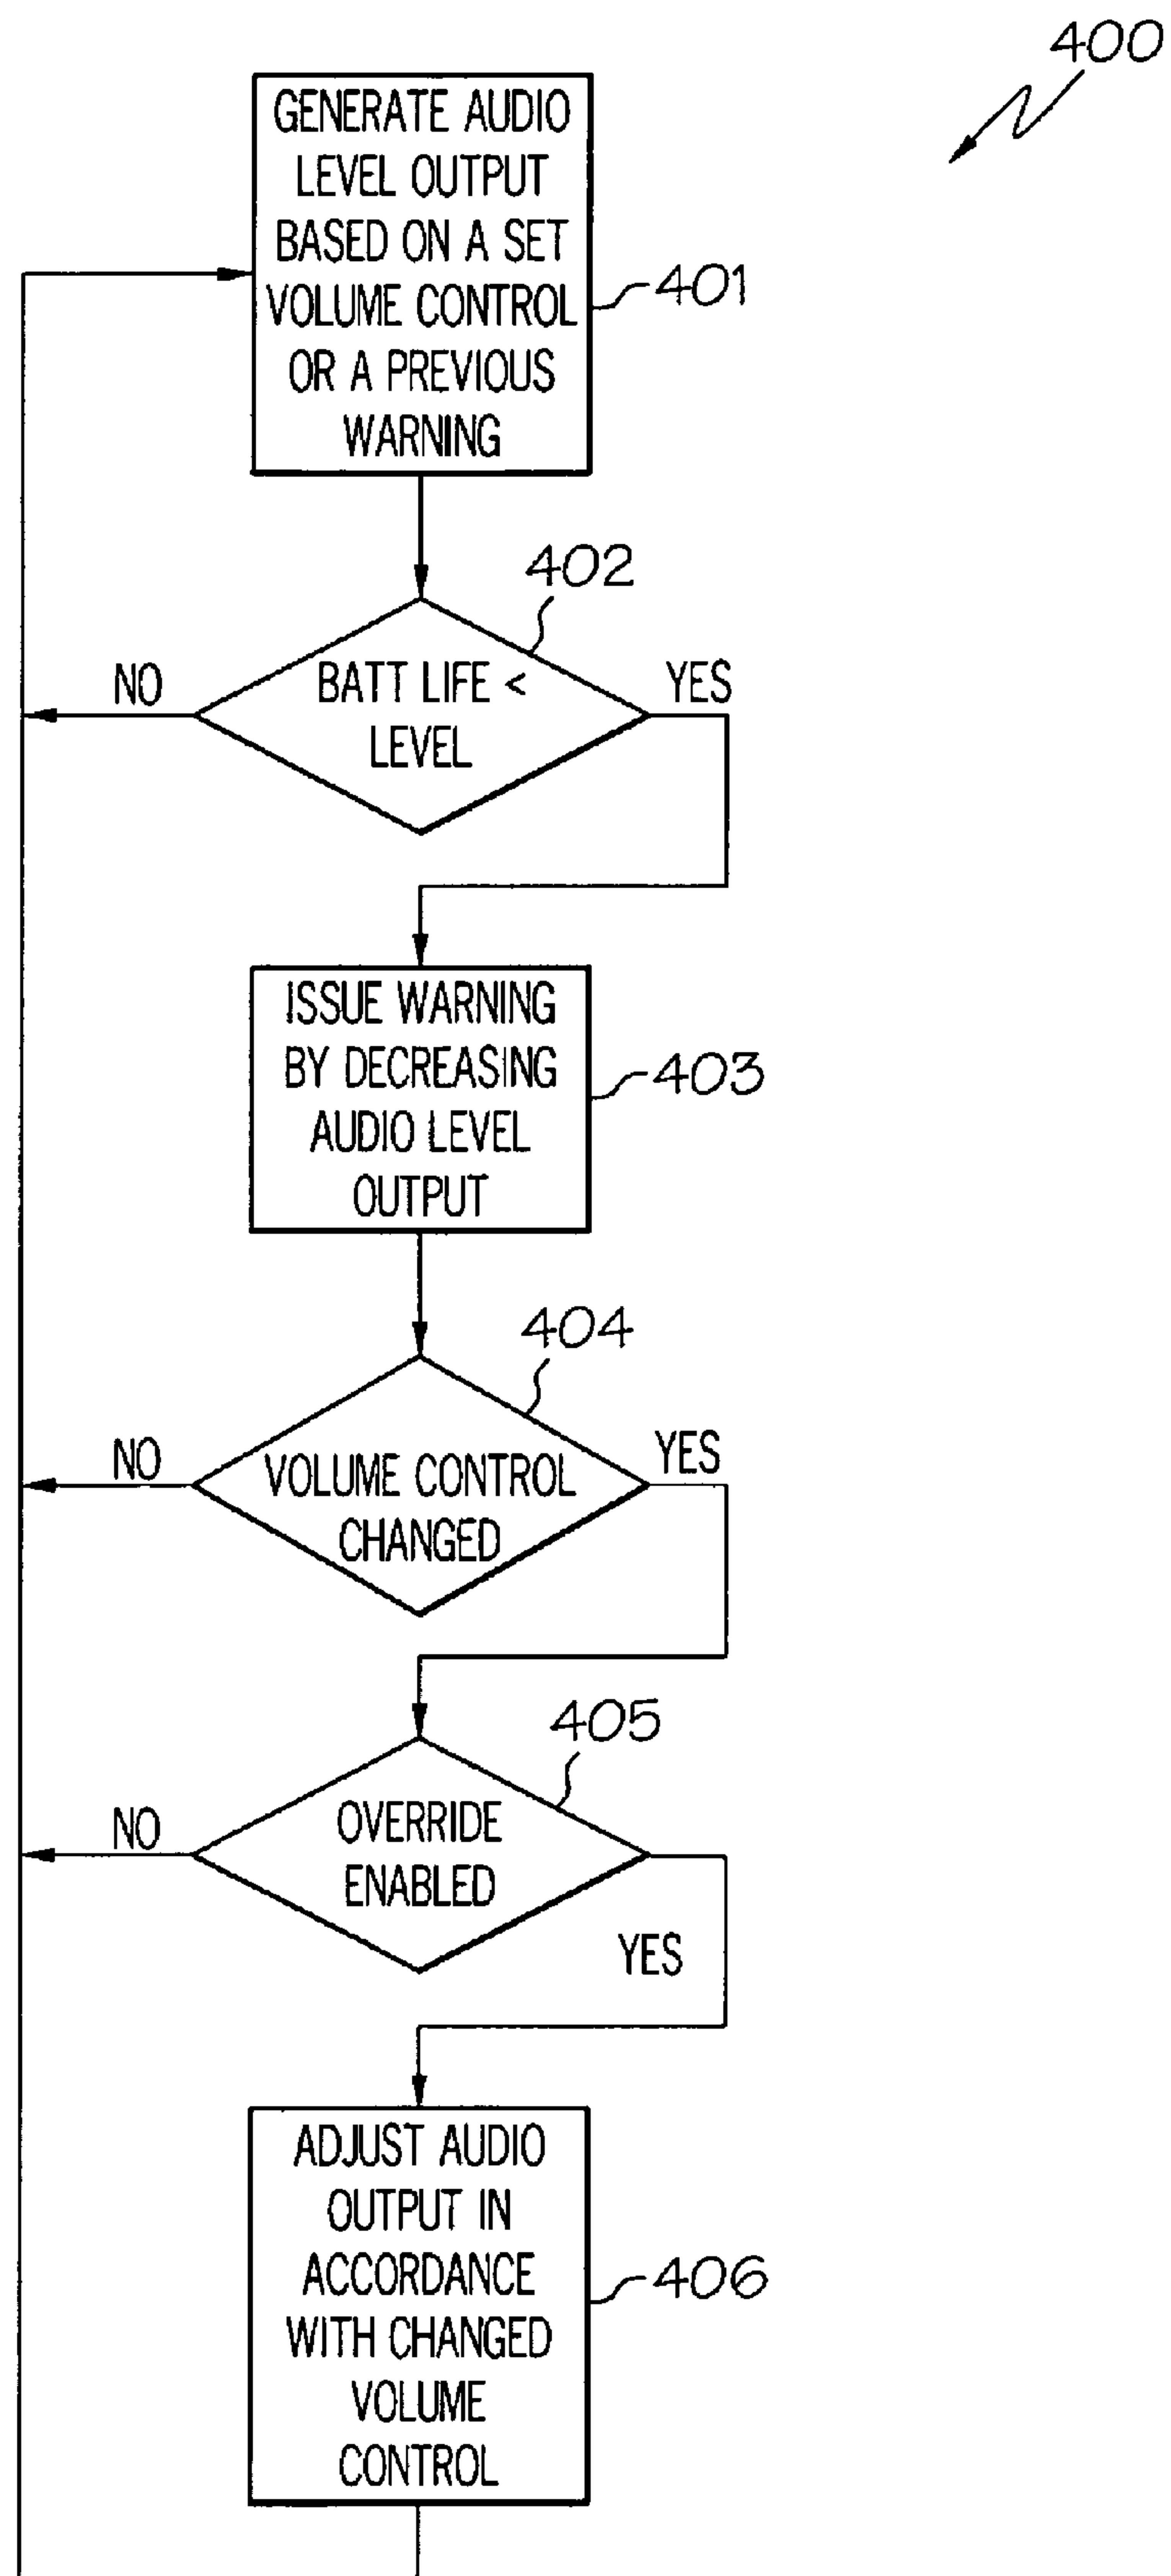 400
GENERATE AUDIO
LEVEL OUTPUT
BASED ON A SET
VOLUME CONTROL
OR A PREVIOUS
WARNING
401
402
NO
BATT LIFE <
LEVEL
YES
ISSUE WARNING
BY DECREASING
AUDIO LEVEL
OUTPUT
403
404
NO
VOLUME CONTROL
CHANGED
YES
405
NO
OVERRIDE
ENABLED
YES
ADJUST AUDIO
OUTPUT IN
ACCORDANCE
WITH CHANGED
VOLUME
CONTROL
406